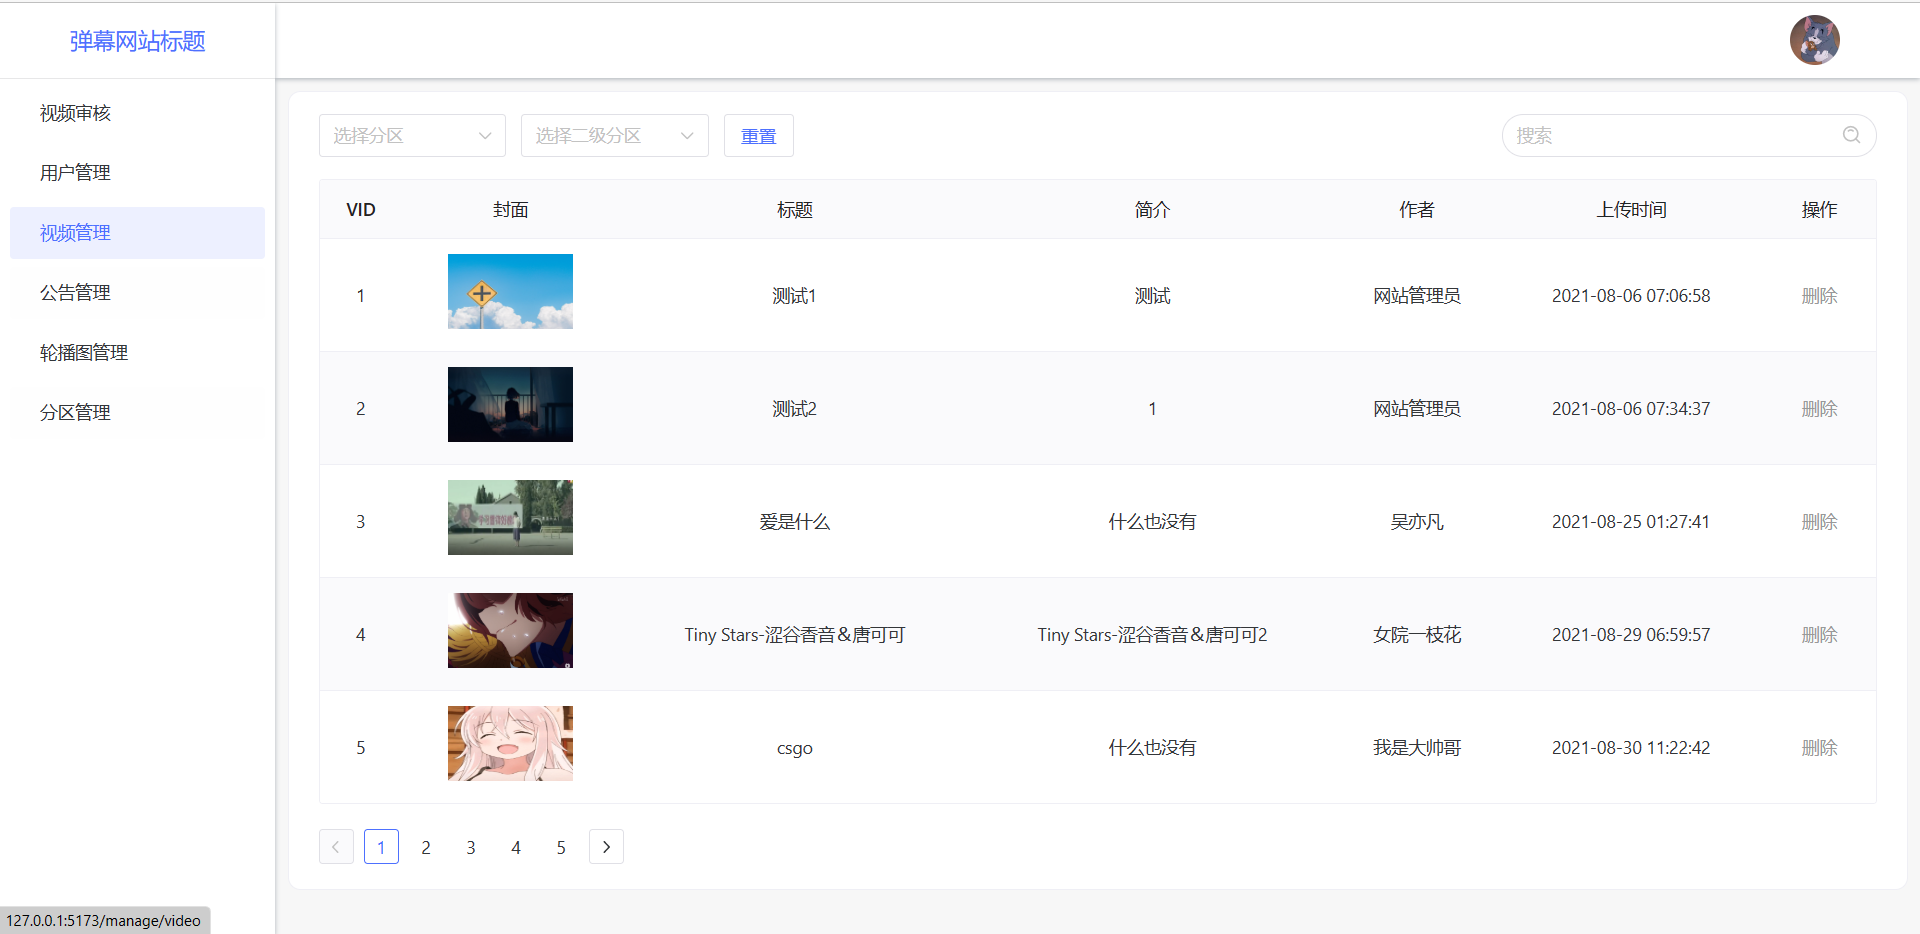 弹幕网站标题
视频审核
用户管理
视频管理
公告管理
轮播图管理
分区管理
选择分区
选择二级分区
重置
搜索
VID 封面 标题 简介 作者 上传时间 操作
1 测试1 测试 网站管理员 2021-08-06 07:06:58 删除
2 测试2 1 网站管理员 2021-08-06 07:34:37 删除
3 爱是什么 什么也没有 吴亦凡 2021-08-25 01:27:41 删除
4 Tiny Stars-涩谷香音&唐可可 Tiny Stars-涩谷香音&唐可可2 女院一枝花 2021-08-29 06:59:57 删除
5 csgo 什么也没有 我是大帅哥 2021-08-30 11:22:42 删除
1 2 3 4 5
127.0.0.1:5173/manage/video